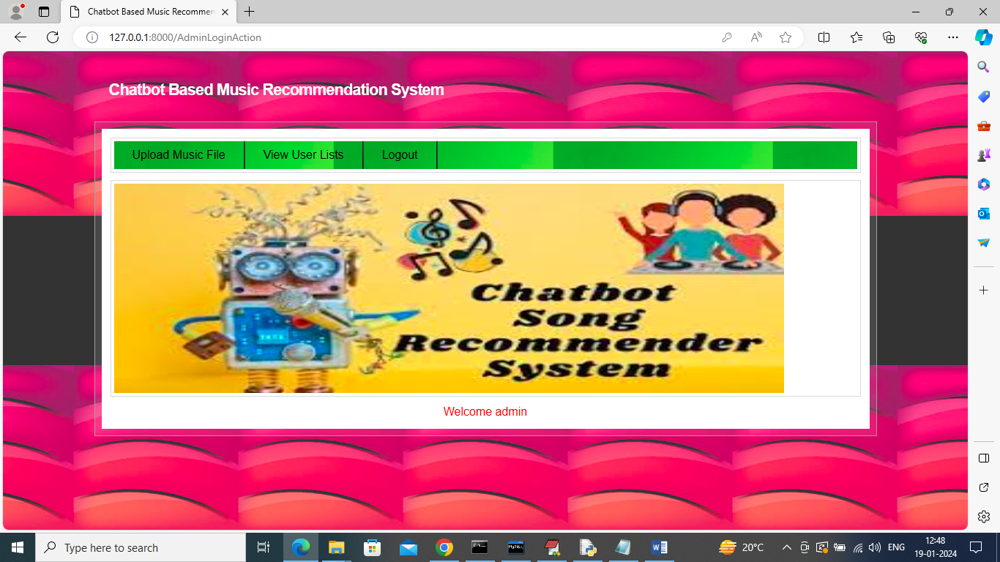 Chatbot Based Music Recommen
127.0.0.1:8000/AdminLoginAction
Chatbot Based Music Recommendation System
Upload Music File
View User Lists
Logout
Chatbot
Song
Recommender
System
Welcome admin
Type here to search
20°C
ENG
12:48
19-01-2024